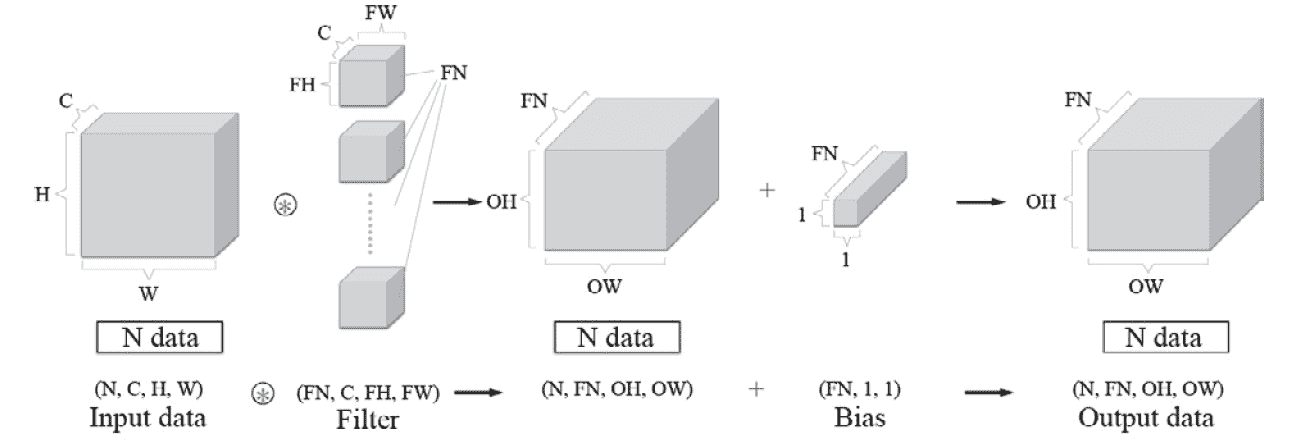 C
FW
FH
FN
C
H
W
⊛
FN
OH
OW
+
FN
1
1
FN
OH
OW
N data
N data
N data
(N, C, H, W) ⊛ (FN, C, FH, FW) → (N, FN, OH, OW) + (FN, 1, 1) → (N, FN, OH, OW)
Input data Filter Bias Output data